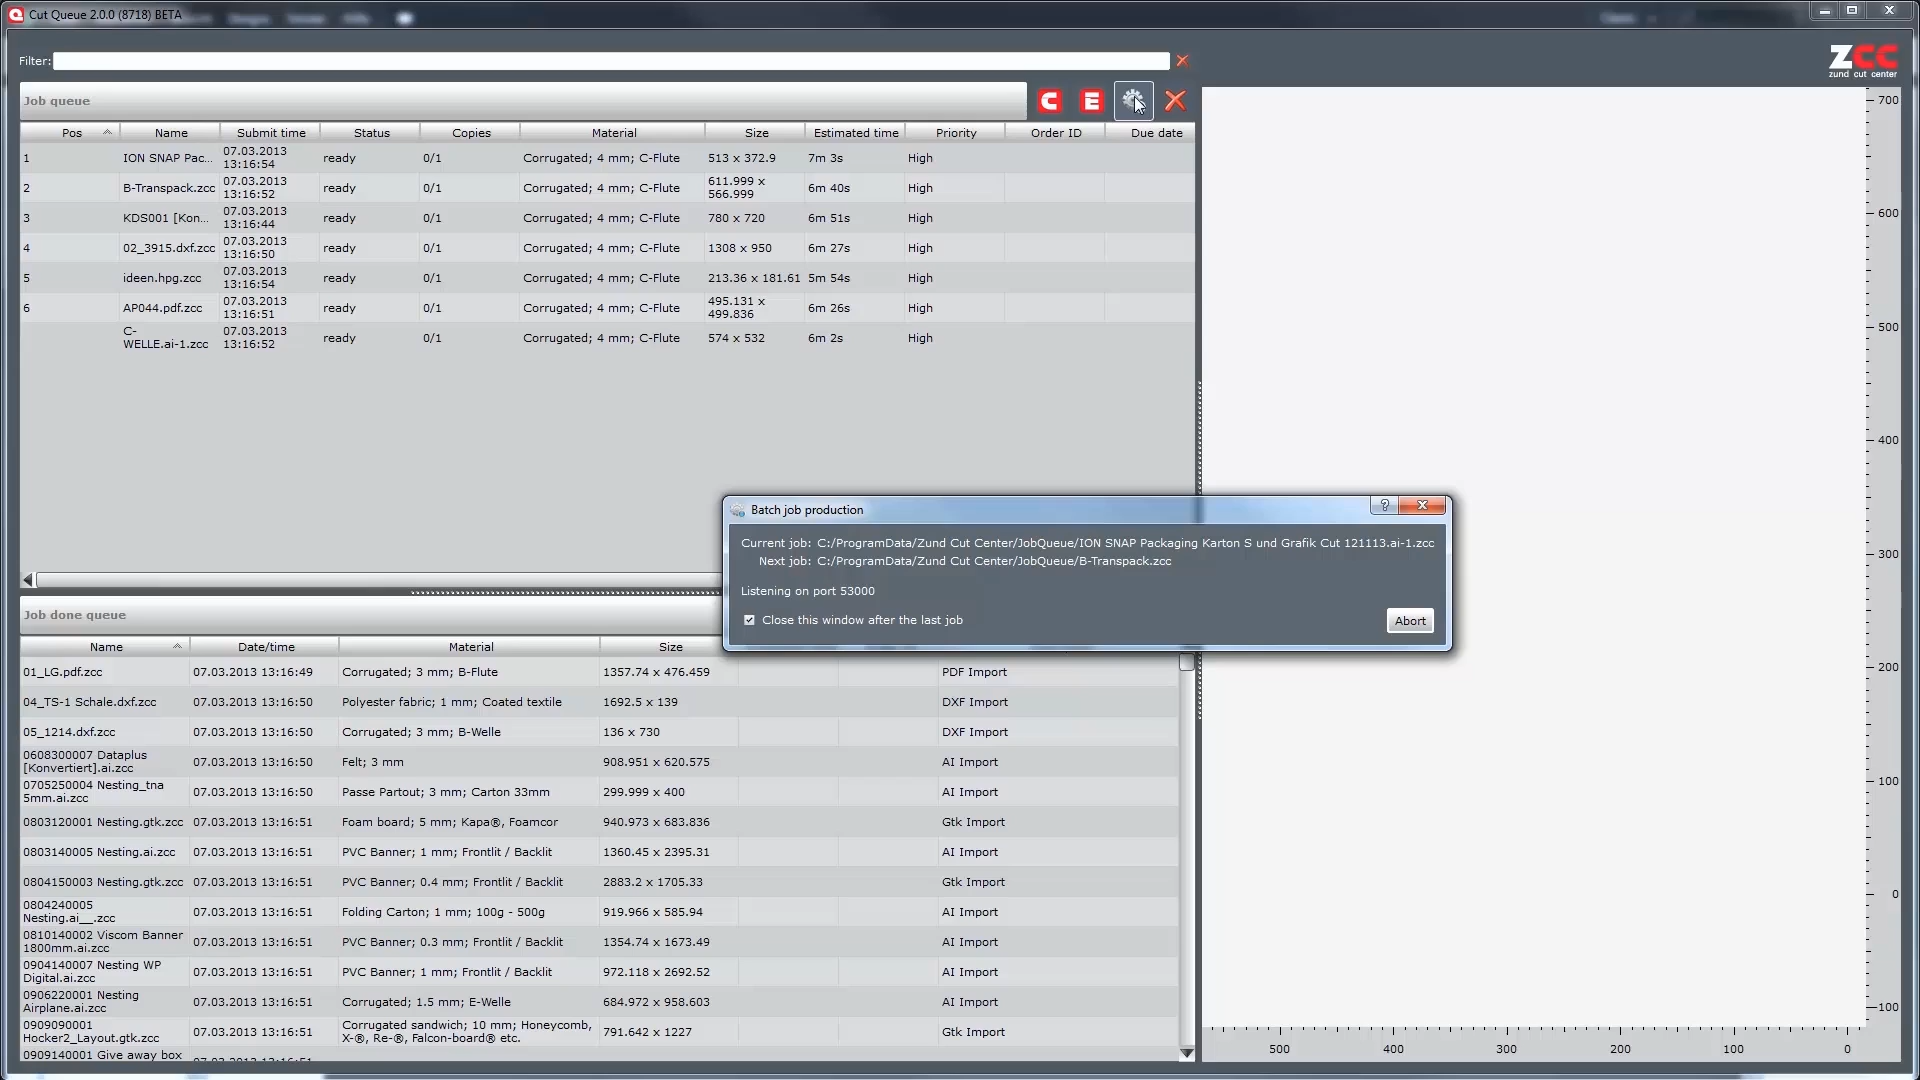 Cut Queue 2.0.0 (8718) BETA
Filter:
ZCC
zund cut center
Job queue
C E
Pos Name Submit time Status Copies Material Size Estimated time Priority Order ID Due date
1 ION SNAP Pac... 07.03.2013 13:16:54 ready 0/1 Corrugated; 4 mm; C-Flute 513 x 372.9 7m 3s High
2 B-Transpack.zcc 07.03.2013 13:16:52 ready 0/1 Corrugated; 4 mm; C-Flute 611.999 x 566.999 6m 40s High
3 KDS001 [Kon... 07.03.2013 13:16:44 ready 0/1 Corrugated; 4 mm; C-Flute 780 x 720 6m 51s High
4 02_3915.dxf.zcc 07.03.2013 13:16:50 ready 0/1 Corrugated; 4 mm; C-Flute 1308 x 950 6m 27s High
5 ideen.hpg.zcc 07.03.2013 13:16:54 ready 0/1 Corrugated; 4 mm; C-Flute 213.36 x 181.61 5m 54s High
6 AP044.pdf.zcc 07.03.2013 13:16:51 ready 0/1 Corrugated; 4 mm; C-Flute 495.131 x 499.836 6m 26s High
C-WELLE.ai-1.zcc 07.03.2013 13:16:52 ready 0/1 Corrugated; 4 mm; C-Flute 574 x 532 6m 2s High
Batch job production
?
Current job: C:/ProgramData/Zund Cut Center/JobQueue/ION SNAP Packaging Karton S und Grafik Cut 121113.ai-1.zcc
Next job: C:/ProgramData/Zund Cut Center/JobQueue/B-Transpack.zcc
Listening on port 53000
Close this window after the last job
Abort
Job done queue
Name Date/time Material Size
01_LG.pdf.zcc 07.03.2013 13:16:49 Corrugated; 3 mm; B-Flute 1357.74 x 476.459 PDF Import
04_TS-1 Schale.dxf.zcc 07.03.2013 13:16:50 Polyester fabric; 1 mm; Coated textile 1692.5 x 139 DXF Import
05_1214.dxf.zcc 07.03.2013 13:16:50 Corrugated; 3 mm; B-Welle 136 x 730 DXF Import
0608300007 Dataplus [Konvertiert].ai.zcc 07.03.2013 13:16:50 Felt; 3 mm 908.951 x 620.575 AI Import
0705250004 Nesting_tna 5mm.ai.zcc 07.03.2013 13:16:50 Passe Partout; 3 mm; Carton 33mm 299.999 x 400 AI Import
0803120001 Nesting.gtk.zcc 07.03.2013 13:16:51 Foam board; 5 mm; Kapa®, Foamcor 940.973 x 683.836 Gtk Import
0803140005 Nesting.ai.zcc 07.03.2013 13:16:51 PVC Banner; 1 mm; Frontlit / Backlit 1360.45 x 2395.31 AI Import
0804150003 Nesting.gtk.zcc 07.03.2013 13:16:51 PVC Banner; 0.4 mm; Frontlit / Backlit 2883.2 x 1705.33 Gtk Import
0804240005 Nesting.ai__.zcc 07.03.2013 13:16:51 Folding Carton; 1 mm; 100g - 500g 919.966 x 585.94 AI Import
0810140002 Viscom Banner 1800mm.ai.zcc 07.03.2013 13:16:51 PVC Banner; 0.3 mm; Frontlit / Backlit 1354.74 x 1673.49 AI Import
0904140007 Nesting WP Digital.ai.zcc 07.03.2013 13:16:51 PVC Banner; 1 mm; Frontlit / Backlit 972.118 x 2692.52 AI Import
0906220001 Nesting Airplane.ai.zcc 07.03.2013 13:16:51 Corrugated; 1.5 mm; E-Welle 684.972 x 958.603 AI Import
0909090001 Hocker2_Layout.gtk.zcc 07.03.2013 13:16:51 Corrugated sandwich; 10 mm; Honeycomb, X-®, Re-®, Falcon-board® etc. 791.642 x 1227 Gtk Import
0909140001 Give away box
700
600
500
400
300
200
100
0
-100
500 400 300 200 100 0